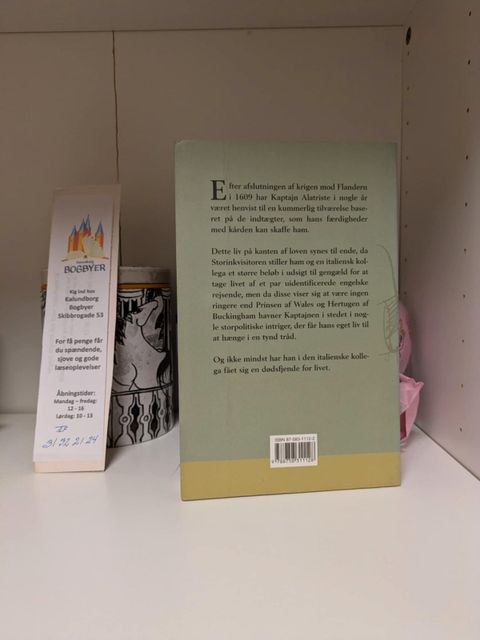 Kalundborg
BOGBYER
Kig ind hos
Kalundborg
Bogbyer
Skibbrogade 53
For få penge får
du spændende,
sjove og gode
læseoplevelser
Åbningstider:
Mandag – fredag:
12 - 16
Lørdag: 10 - 13
Efter afslutningen af krigen mod Flandern
i 1609 har Kaptajn Alatriste i nogle år
været henvist til en kummerlig tilværelse base-
ret på de indtægter, som hans færdigheder
med kården kan skaffe ham.
Dette liv på kanten af loven synes til ende, da
Storinkvisitoren stiller ham og en italiensk kol-
lega et større beløb i udsigt til gengæld for at
tage livet af et par uidentificerede engelske
rejsende, men da disse viser sig at være ingen
ringere end Prinsen af Wales og Hertugen af
Buckingham havner Kaptajnen i stedet i no-
gle storpolitiske intriger, der får hans eget liv til
at hænge i en tynd tråd.
Og ikke mindst har han i den italienske kolle-
ga fået sig en dødsfjende for livet.